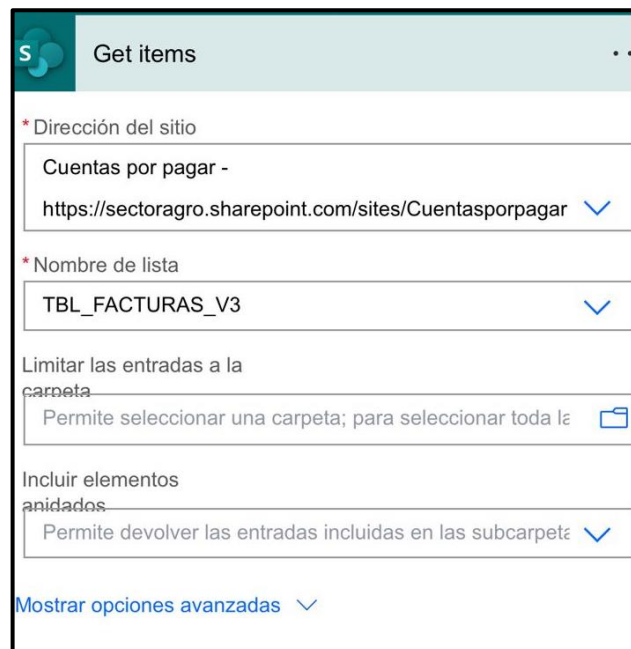 S
Get items
* Dirección del sitio
Cuentas por pagar -
https://sectoragro.sharepoint.com/sites/Cuentasporpagar
* Nombre de lista
TBL_FACTURAS_V3
Limitar las entradas a la
carpeta
Permite seleccionar una carpeta; para seleccionar toda la
Incluir elementos
anidados
Permite devolver las entradas incluidas en las subcarpeta
Mostrar opciones avanzadas